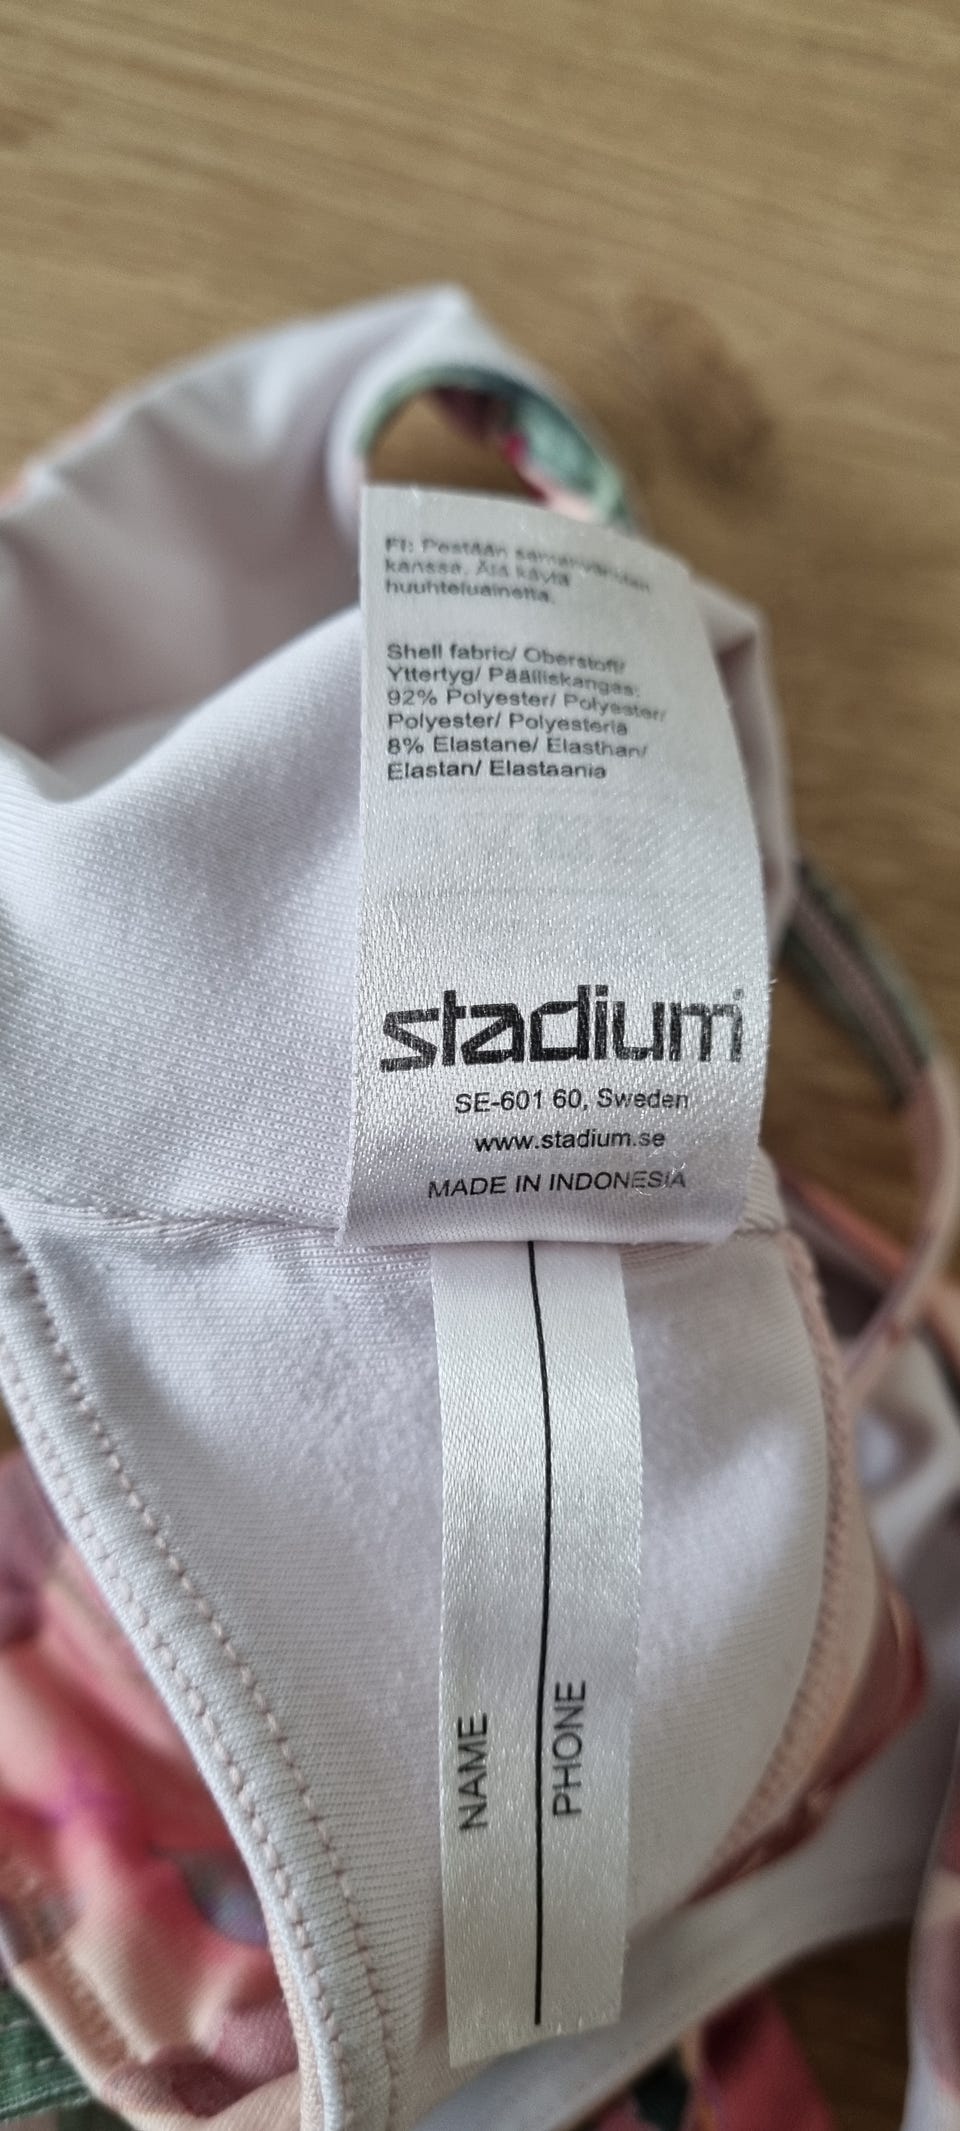 FI: Pestään samanväristen
kanssa. Älä käytä
huuhteluainetta.
Shell fabric/ Oberstoff/
Yttertyg/ Päälliskangas:
92% Polyester/ Polyester/
Polyester/ Polyesteria
8% Elastane/ Elasthan/
Elastan/ Elastaania
stadium®
SE-601 60, Sweden
www.stadium.se
MADE IN INDONESIA
NAME
PHONE